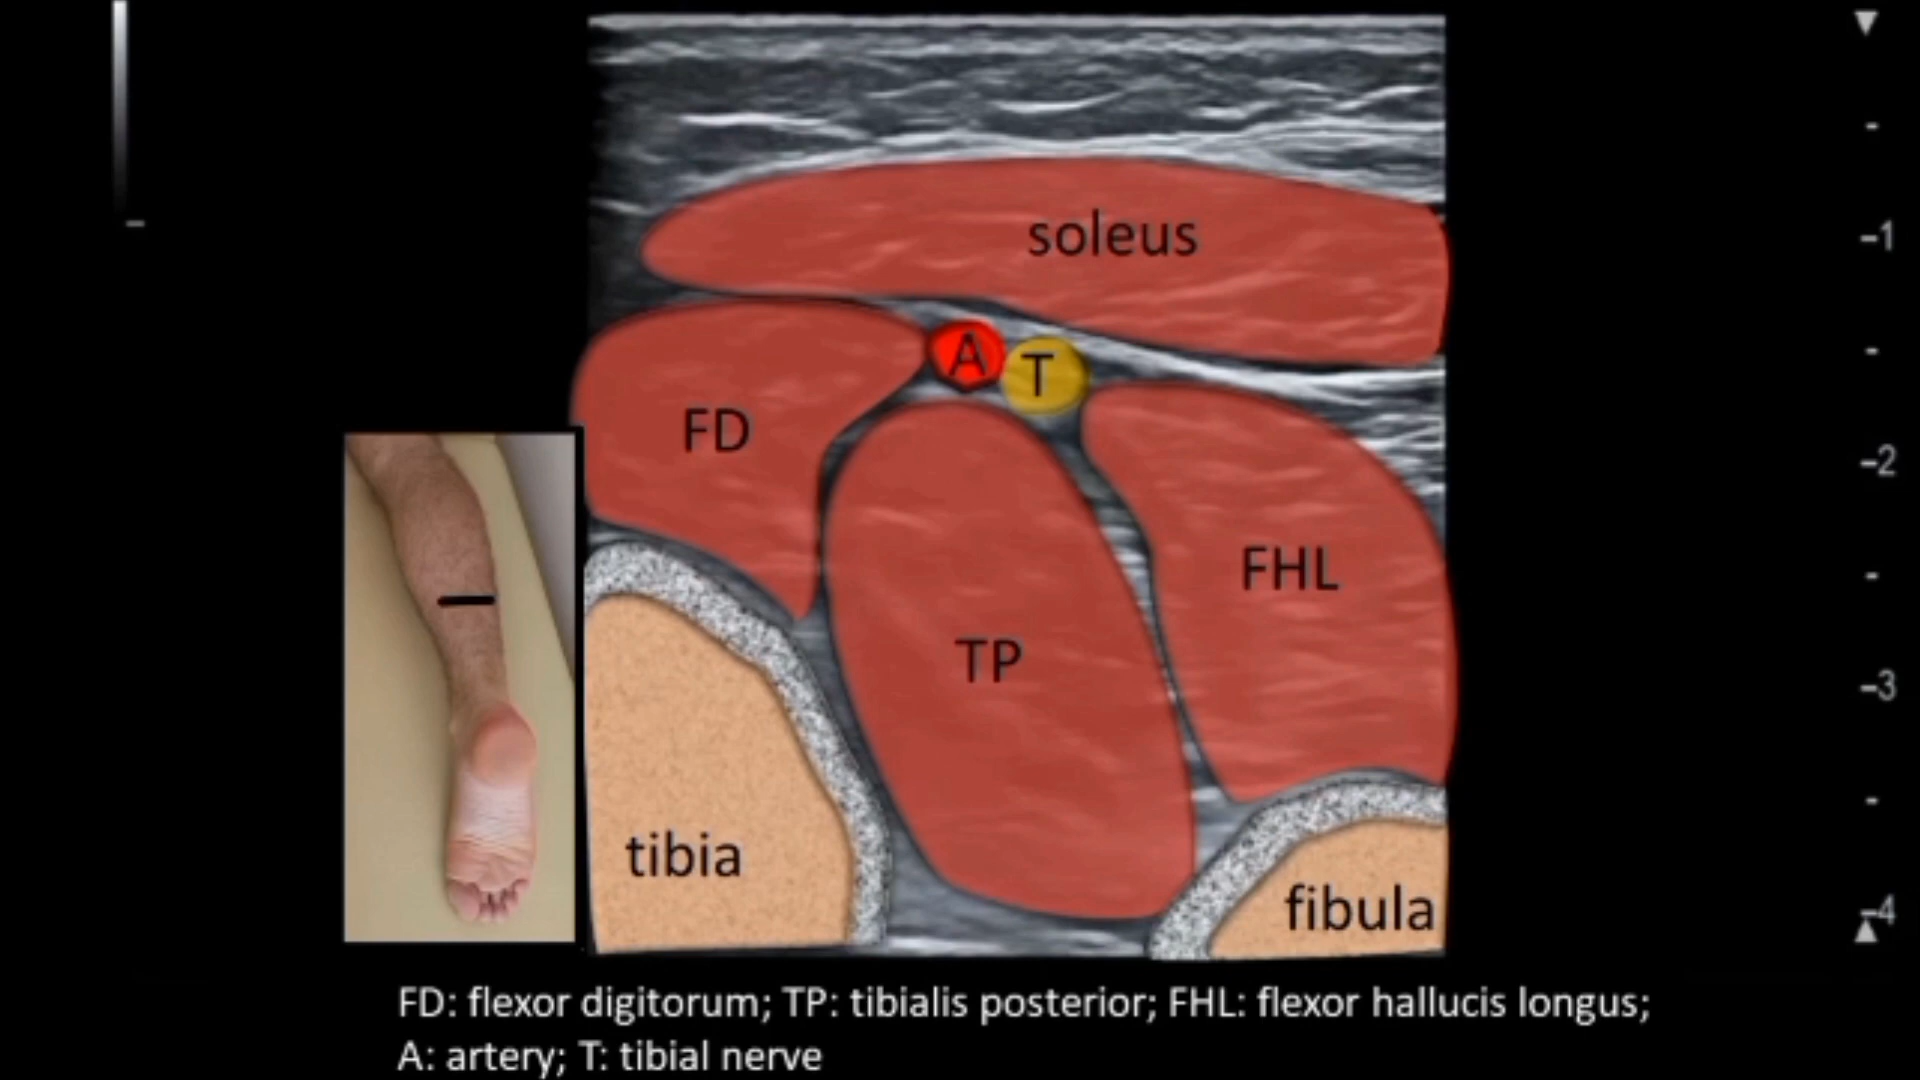 soleus
A
T
FD
FHL
TP
tibia
fibula
-1
-2
-3
-4
FD: flexor digitorum; TP: tibialis posterior; FHL: flexor hallucis longus;
A: artery; T: tibial nerve